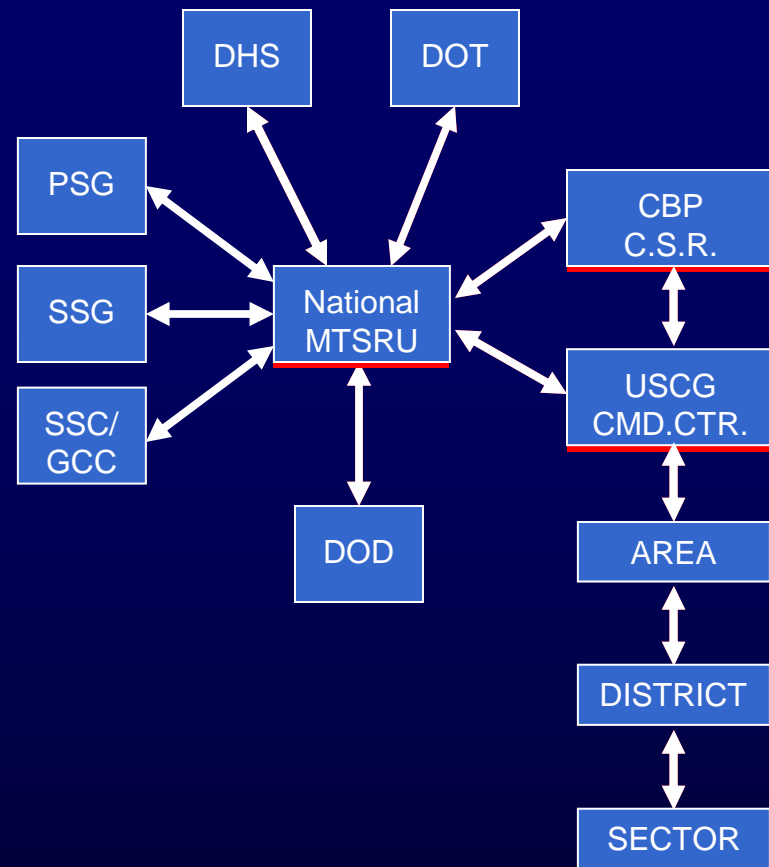 DHS
DOT
PSG
CBP
C.S.R.
SSG
National
MTSRU
USCG
CMD.CTR.
SSC/
GCC
DOD
AREA
DISTRICT
SECTOR